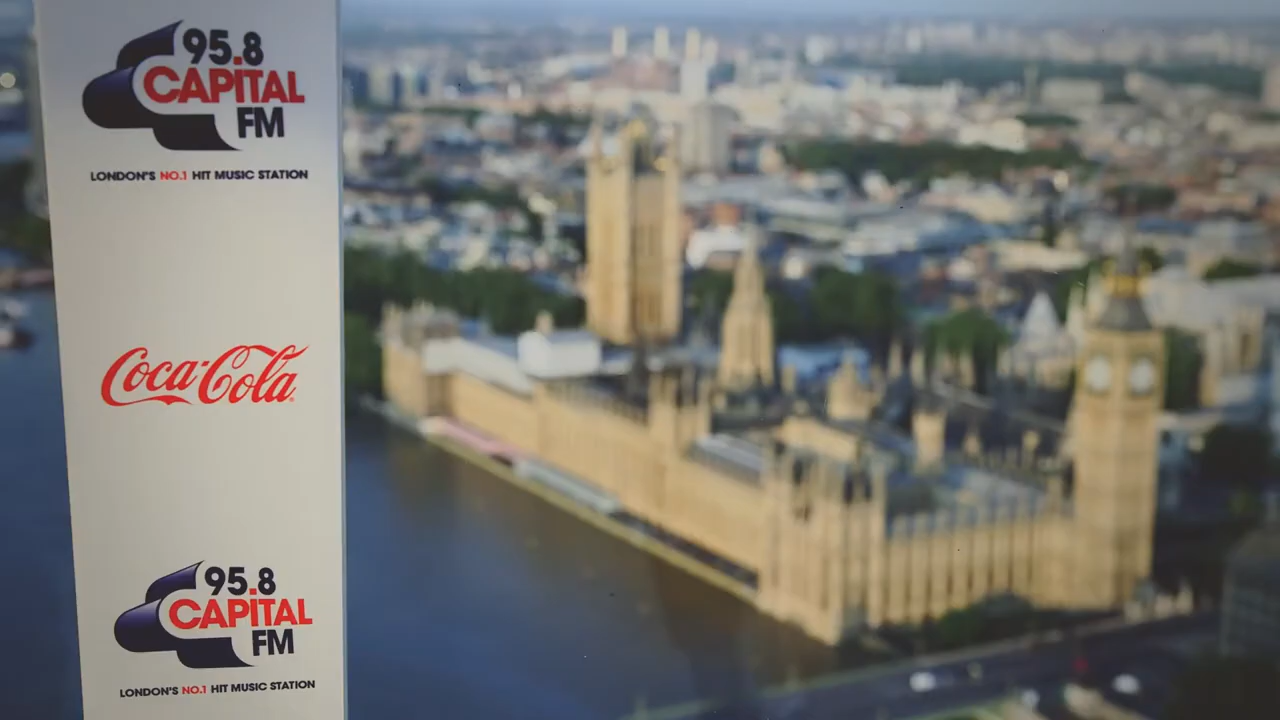 95.8
CAPITAL
FM
LONDON'S NO.1 HIT MUSIC STATION
Coca-Cola
95.8
CAPITAL
FM
LONDON'S NO.1 HIT MUSIC STATION